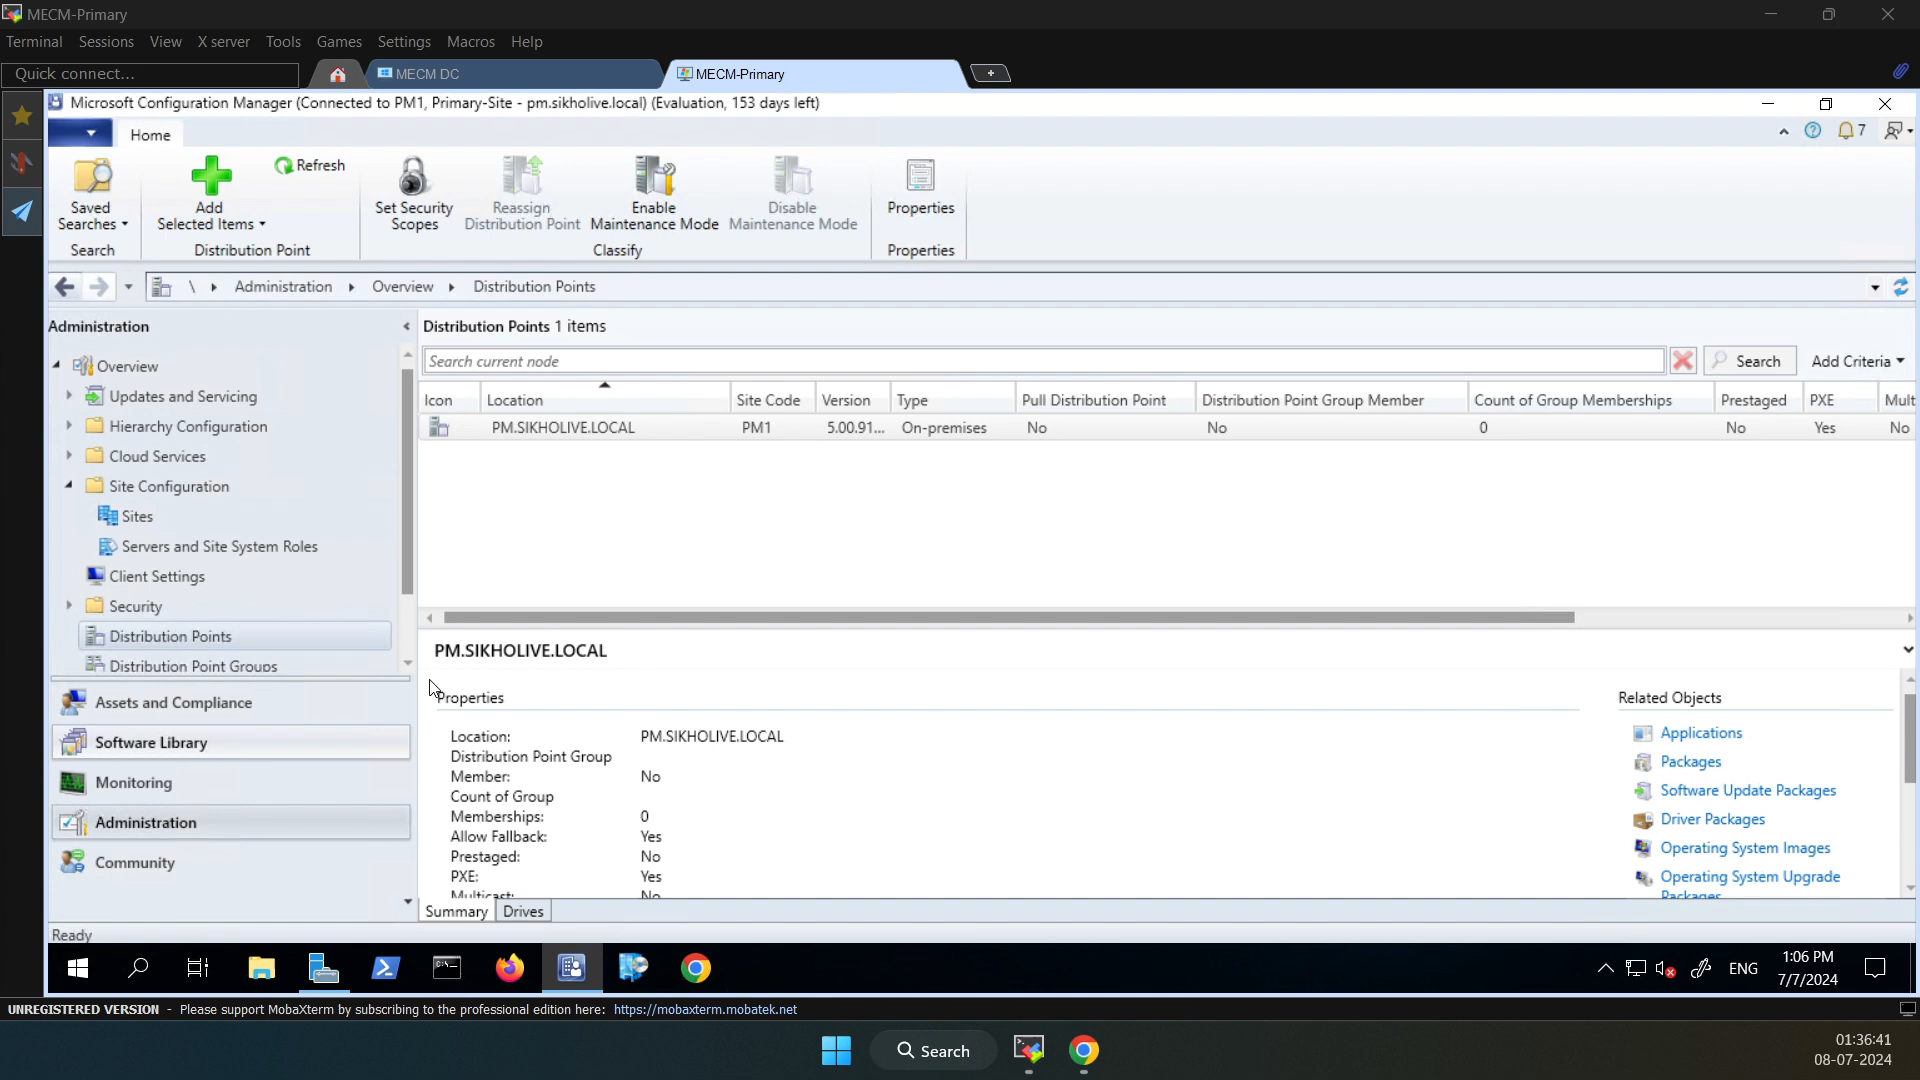 MECM-Primary
Terminal Sessions View X server Tools Games Settings Macros Help
Quick connect...
MECM DC
MECM-Primary
Microsoft Configuration Manager (Connected to PM1, Primary-Site - pm.sikholive.local) (Evaluation, 153 days left)
Home
7
Saved Searches
Search
Add Selected Items
Refresh
Distribution Point
Set Security Scopes
Reassign Distribution Point
Enable Maintenance Mode
Disable Maintenance Mode
Classify
Properties
Properties
\ Administration Overview Distribution Points
Administration
Overview
Updates and Servicing
Hierarchy Configuration
Cloud Services
Site Configuration
Sites
Servers and Site System Roles
Client Settings
Security
Distribution Points
Distribution Point Groups
Assets and Compliance
Software Library
Monitoring
Administration
Community
Distribution Points 1 items
Search current node
Search
Add Criteria
Icon Location Site Code Version Type Pull Distribution Point Distribution Point Group Member Count of Group Memberships Prestaged PXE Mult
PM.SIKHOLIVE.LOCAL PM1 5.00.91... On-premises No No 0 No Yes No
PM.SIKHOLIVE.LOCAL
Properties
Location: PM.SIKHOLIVE.LOCAL
Distribution Point Group
Member: No
Count of Group
Memberships: 0
Allow Fallback: Yes
Prestaged: No
PXE: Yes
Multicast: No
Related Objects
Applications
Packages
Software Update Packages
Driver Packages
Operating System Images
Operating System Upgrade
Packages
Summary Drives
Ready
ENG
1:06 PM
7/7/2024
UNREGISTERED VERSION - Please support MobaXterm by subscribing to the professional edition here: https://mobaxterm.mobatek.net
Search
01:36:41
08-07-2024